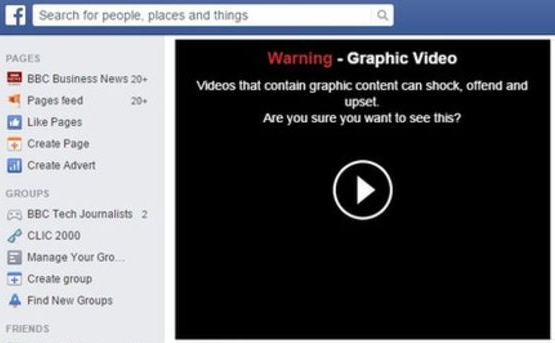 f
Search for people, places and things
PAGES
BBC Business News 20+
Pages feed 20+
Like Pages
Create Page
Create Advert
GROUPS
BBC Tech Journalists 2
CLIC 2000
Manage Your Gro...
Create group
Find New Groups
FRIENDS
Warning - Graphic Video
Videos that contain graphic content can shock, offend and
upset.
Are you sure you want to see this?